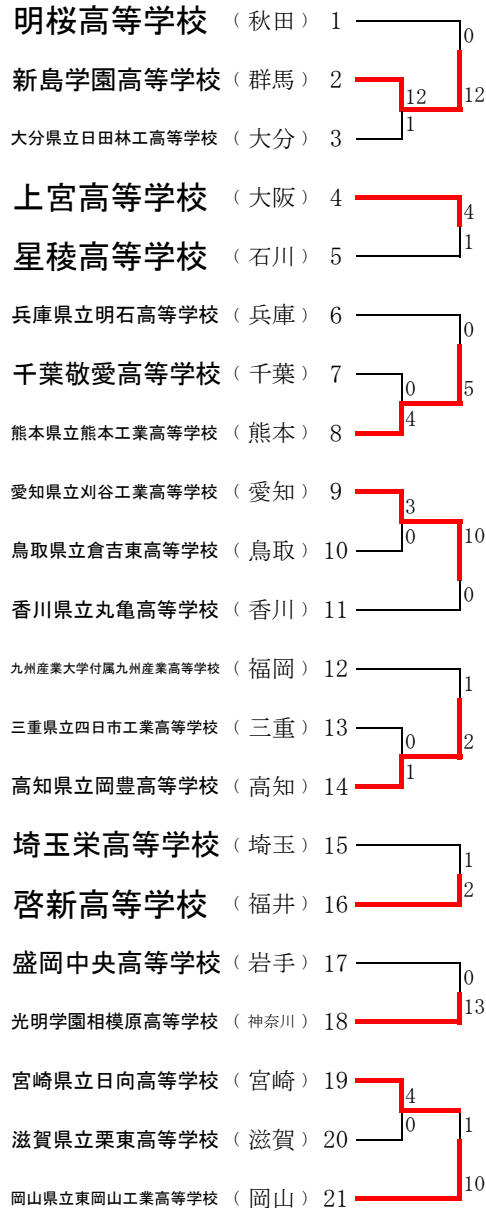 明桜高等学校 （ 秋田 ） 1
0
新島学園高等学校 （ 群馬 ） 2
12 12
1
大分県立日田林工高等学校 （ 大分 ） 3
上宮高等学校 （ 大阪 ） 4
4
1
星稜高等学校 （ 石川 ） 5
兵庫県立明石高等学校 （ 兵庫 ） 6
0
千葉敬愛高等学校 （ 千葉 ） 7
0 5
4
熊本県立熊本工業高等学校 （ 熊本 ） 8
愛知県立刈谷工業高等学校 （ 愛知 ） 9
3
0 10
鳥取県立倉吉東高等学校 （ 鳥取 ） 10
0
香川県立丸亀高等学校 （ 香川 ） 11
九州産業大学付属九州産業高等学校 （ 福岡 ） 12
1
三重県立四日市工業高等学校 （ 三重 ） 13
0 2
1
高知県立岡豊高等学校 （ 高知 ） 14
埼玉栄高等学校 （ 埼玉 ） 15
1
2
啓新高等学校 （ 福井 ） 16
盛岡中央高等学校 （ 岩手 ） 17
0
13
光明学園相模原高等学校 （ 神奈川 ） 18
宮崎県立日向高等学校 （ 宮崎 ） 19
4
0 1
滋賀県立栗東高等学校 （ 滋賀 ） 20
10
岡山県立東岡山工業高等学校 （ 岡山 ） 21